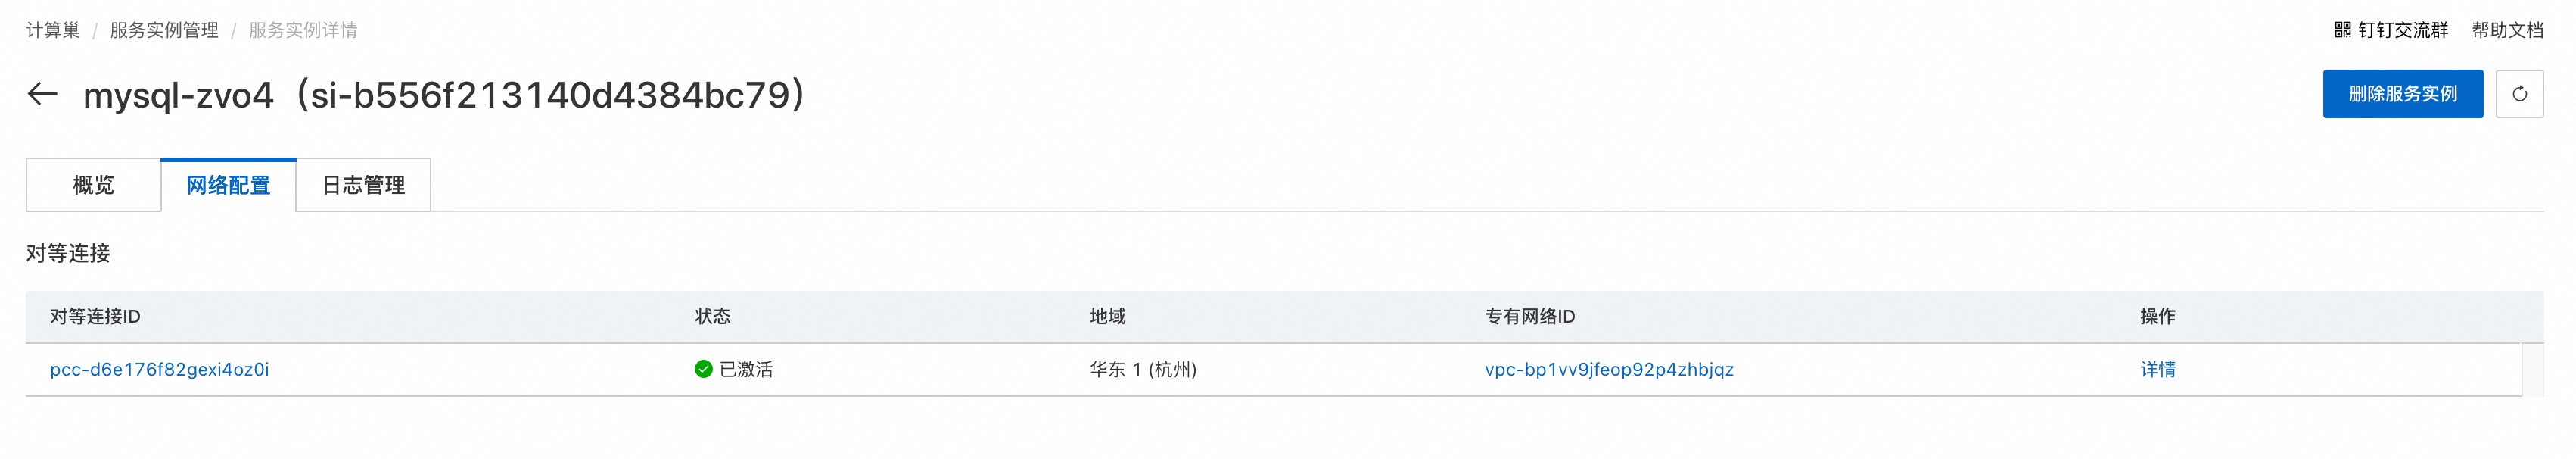 计算巢 / 服务实例管理 / 服务实例详情
钉钉交流群 帮助文档
mysql-zvo4（si-b556f213140d4384bc79）
删除服务实例
概览 网络配置 日志管理
对等连接
对等连接ID 状态 地域 专有网络ID 操作
pcc-d6e176f82gexi4oz0i 已激活 华东 1 (杭州) vpc-bp1vv9jfeop92p4zhbjqz 详情